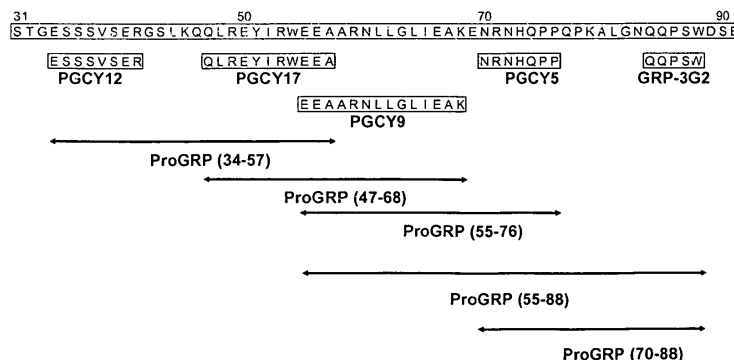 31 50 70 90
STGESSSVSERGSLKQQLREYIRWEEAARNLLGLIEAKENRNHQPPQPKALGNQQPSWDSE
ESSSVSER QLREYIRWEEA NRNHQPP QQPSW
PGCY12 PGCY17 PGCY5 GRP-3G2
EEAARNLLGLIEAK
PGCY9
ProGRP (34-57)
ProGRP (47-68)
ProGRP (55-76)
ProGRP (55-88)
ProGRP (70-88)